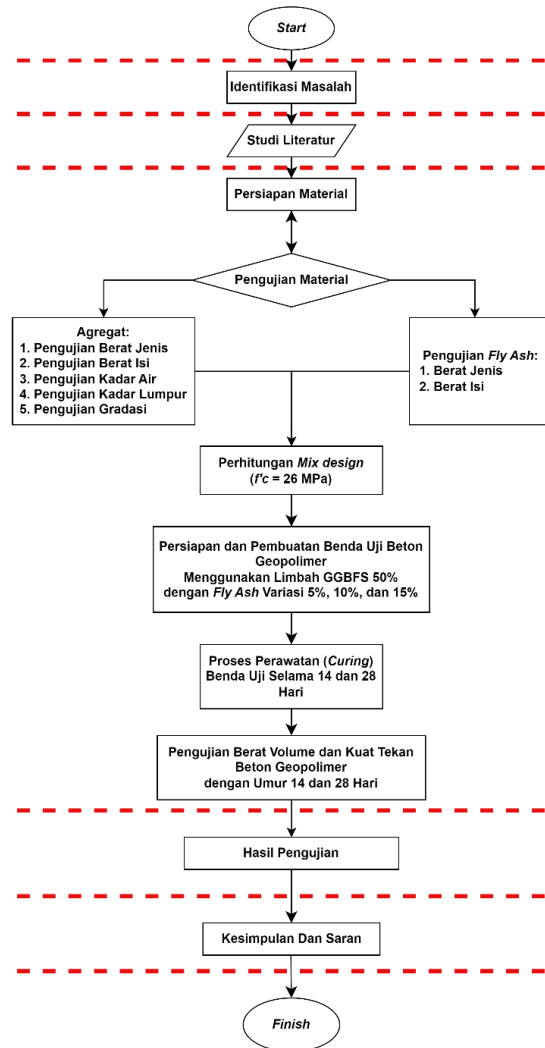 Start
Identifikasi Masalah
Studi Literatur
Persiapan Material
Pengujian Material
Agregat:
1. Pengujian Berat Jenis
2. Pengujian Berat Isi
3. Pengujian Kadar Air
4. Pengujian Kadar Lumpur
5. Pengujian Gradasi
Pengujian Fly Ash:
1. Berat Jenis
2. Berat Isi
Perhitungan Mix design
(f'c = 26 MPa)
Persiapan dan Pembuatan Benda Uji Beton
Geopolimer
Menggunakan Limbah GGBFS 50%
dengan Fly Ash Variasi 5%, 10%, dan 15%
Proses Perawatan (Curing)
Benda Uji Selama 14 dan 28
Hari
Pengujian Berat Volume dan Kuat Tekan
Beton Geopolimer
dengan Umur 14 dan 28 Hari
Hasil Pengujian
Kesimpulan Dan Saran
Finish